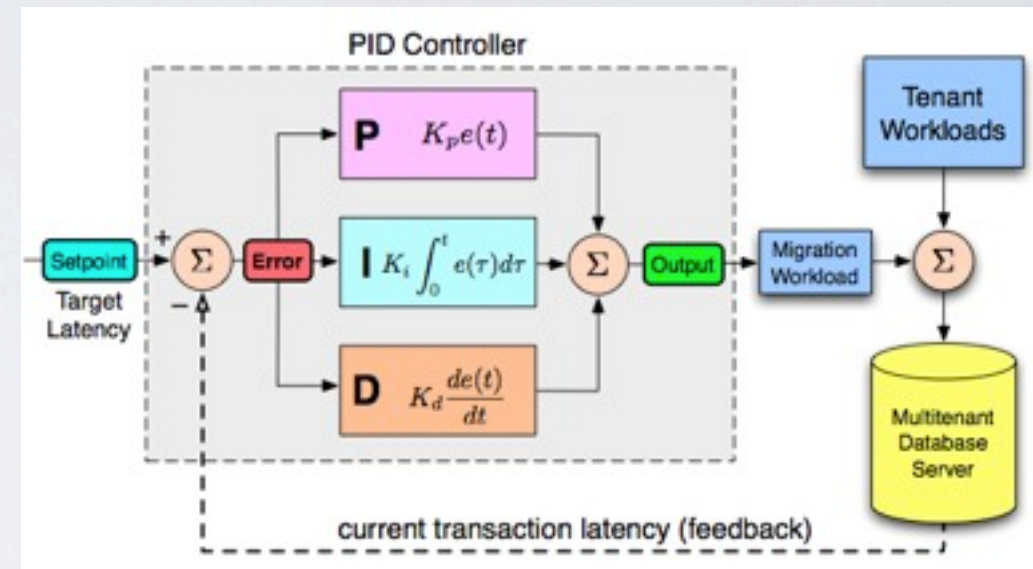 PID Controller
P K_p e(t)
I K_i ∫_0^t e(τ)dτ
D K_d de(t)/dt
Setpoint
Target
Latency
+
−
Σ
Error
Σ
Output
Migration
Workload
Tenant
Workloads
Σ
Multitenant
Database
Server
current transaction latency (feedback)